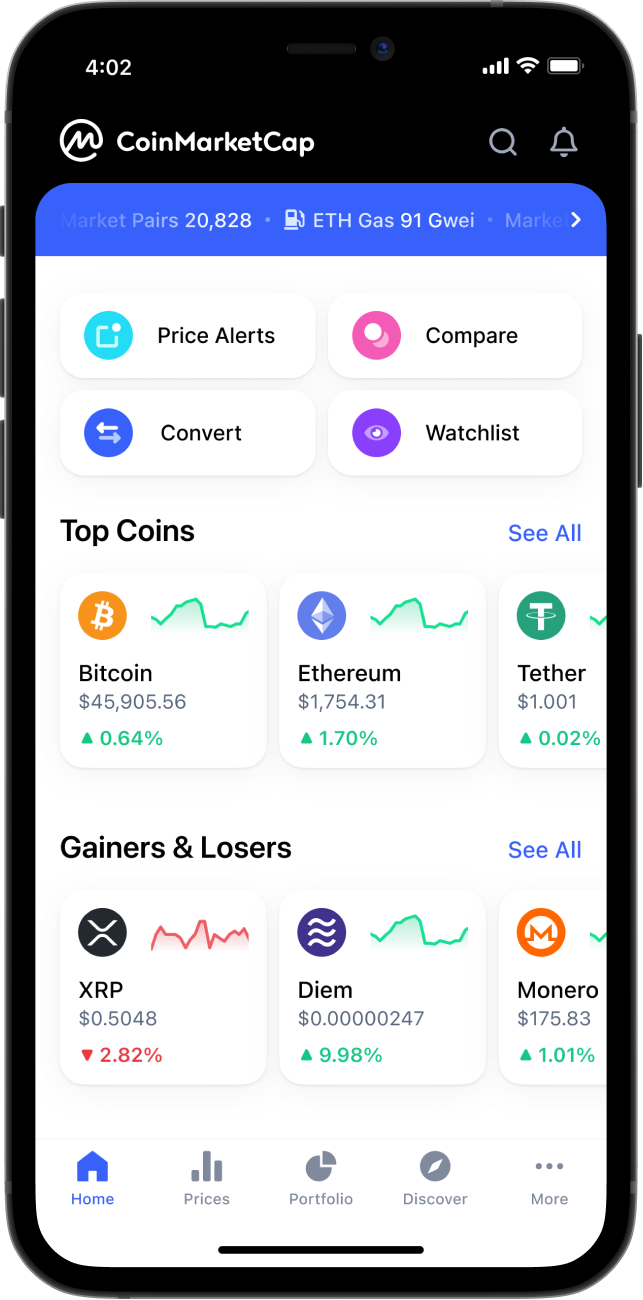 4:02
CoinMarketCap
Market Pairs 20,828 • ETH Gas 91 Gwei • Marke
Price Alerts
Compare
Convert
Watchlist
Top Coins
See All
Bitcoin
$45,905.56
0.64%
Ethereum
$1,754.31
1.70%
Tether
$1.001
0.02%
Gainers & Losers
See All
XRP
$0.5048
2.82%
Diem
$0.00000247
9.98%
Monero
$175.83
1.01%
Home
Prices
Portfolio
Discover
More